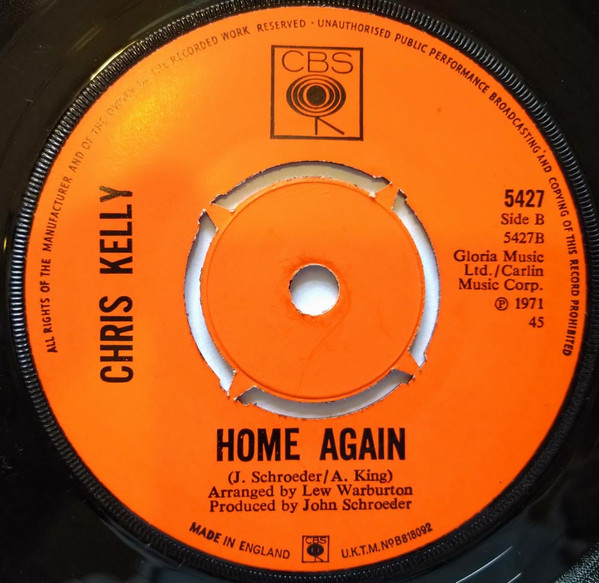 ALL RIGHTS OF THE MANUFACTURER AND OF THE OWNER OF THE RECORDED WORK RESERVED - UNAUTHORISED PUBLIC PERFORMANCE BROADCASTING AND COPYING OF THIS RECORD PROHIBITED
CBS
CHRIS KELLY
5427
Side B
5427B
Gloria Music
Ltd./Carlin
Music Corp.
℗ 1971
45
HOME AGAIN
(J. Schroeder/A. King)
Arranged by Lew Warburton
Produced by John Schroeder
MADE IN ENGLAND
CBS
U.K.T.M. NºB818092